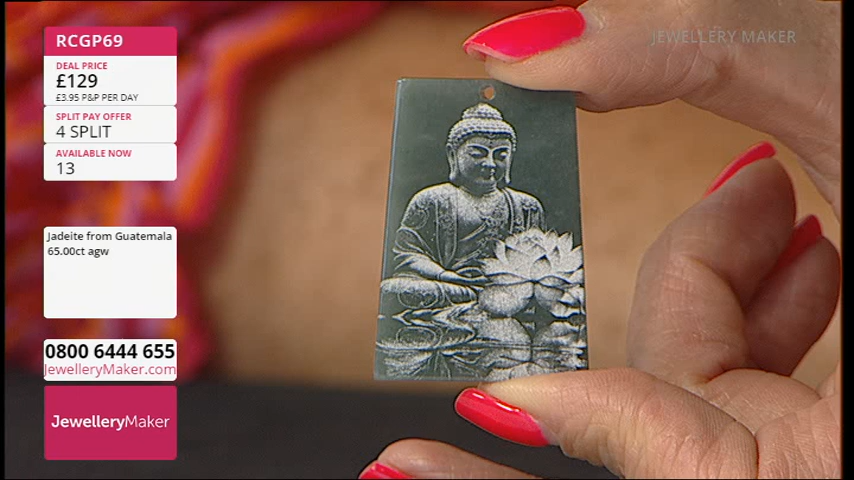 RCGP69
DEAL PRICE
£129
£3.95 P&P PER DAY
SPLIT PAY OFFER
4 SPLIT
AVAILABLE NOW
13
Jadeite from Guatemala
65.00ct agw
0800 6444 655
JewelleryMaker.com
JewelleryMaker
JEWELLERY MAKER